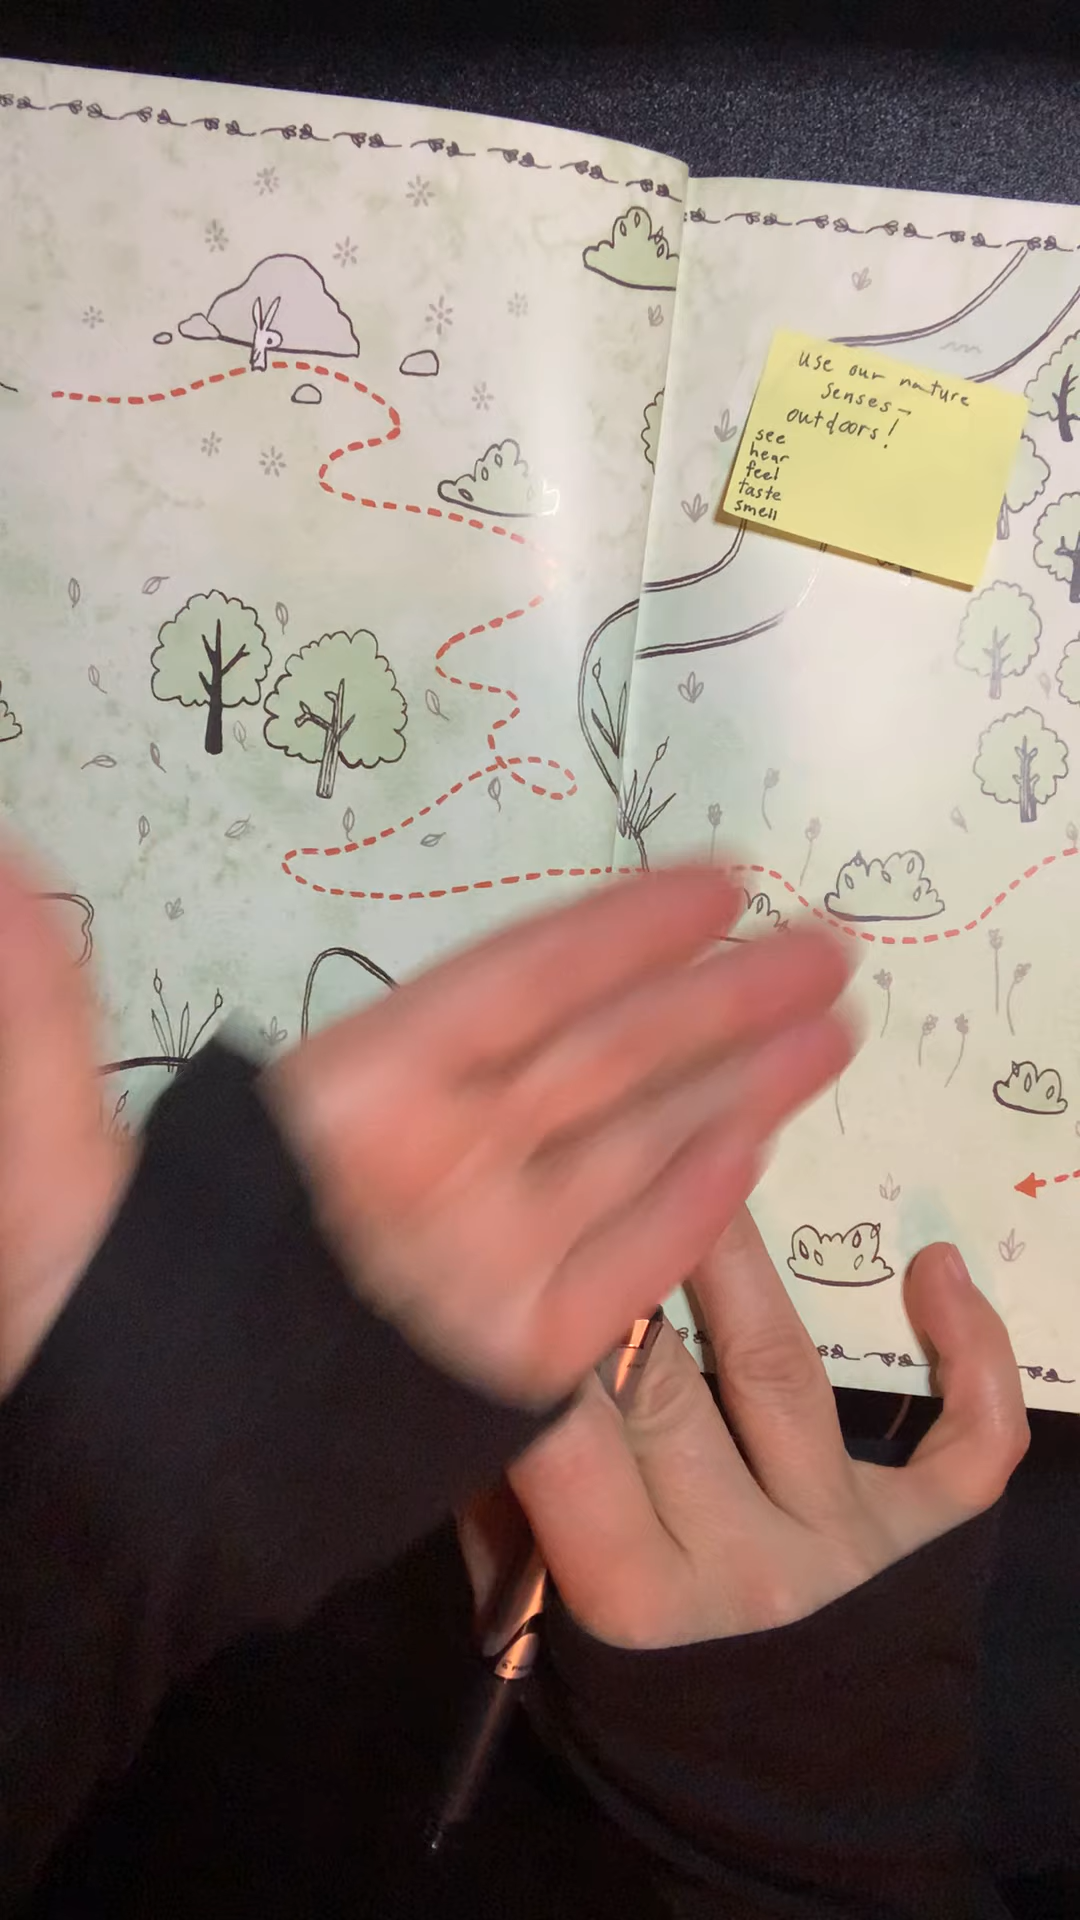 use our nature
senses→
outdoors!
see
hear
feel
taste
smell